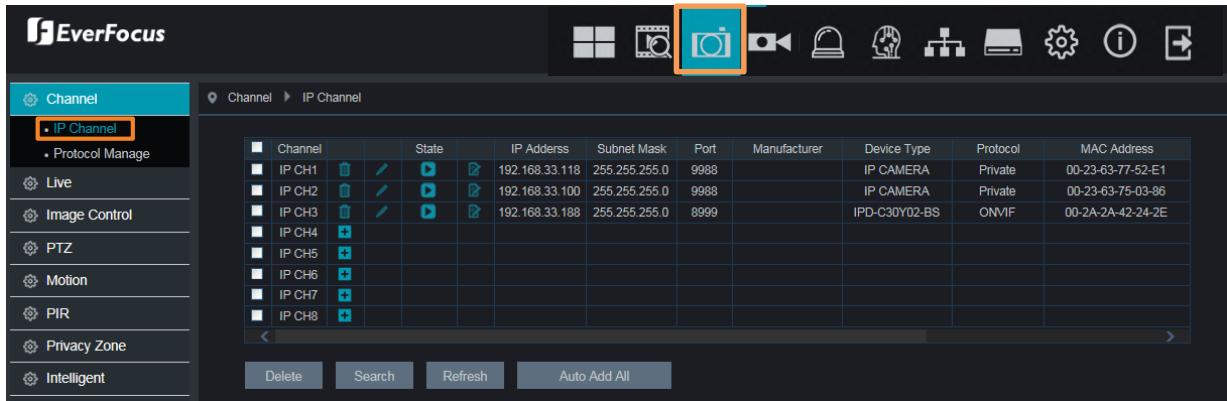 EverFocus
Channel
Channel IP Channel
• IP Channel
• Protocol Manage
Live
Image Control
PTZ
Motion
PIR
Privacy Zone
Intelligent
Channel State IP Adderss Subnet Mask Port Manufacturer Device Type Protocol MAC Address
IP CH1 192.168.33.118 255.255.255.0 9988 IP CAMERA Private 00-23-63-77-52-E1
IP CH2 192.168.33.100 255.255.255.0 9988 IP CAMERA Private 00-23-63-75-03-86
IP CH3 192.168.33.188 255.255.255.0 8999 IPD-C30Y02-BS ONVIF 00-2A-2A-42-24-2E
IP CH4
IP CH5
IP CH6
IP CH7
IP CH8
Delete Search Refresh Auto Add All